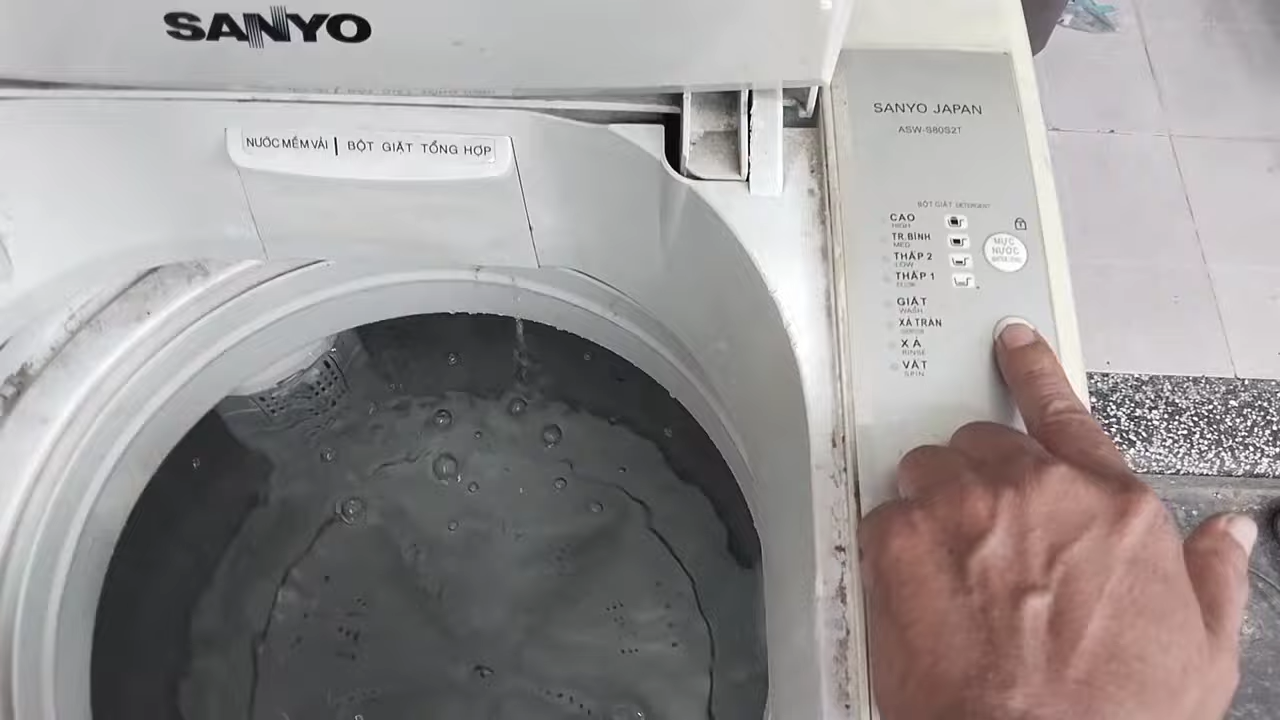 SANYO
NƯỚC MỀM VẢI | BỘT GIẶT TỔNG HỢP
SANYO JAPAN
ASW-S80S2T
BỘT GIẶT DETERGENT
CAO
HIGH
TR.BÌNH
MED
THẤP 2
LOW
THẤP 1
MỰC
NƯỚC
GIẶT
WASH
XẢ TRÀN
XẢ
RINSE
VẮT
SPIN